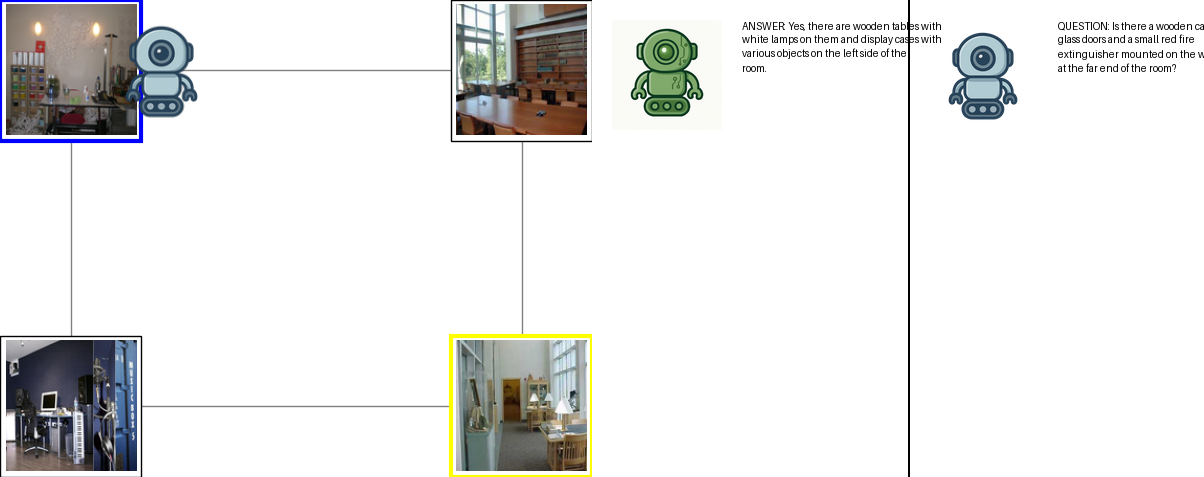 ANSWER: Yes, there are wooden tables with
white lamps on them and display cases with
various objects on the left side of the
room.
QUESTION: Is there a wooden ca
glass doors and a small red fire
extinguisher mounted on the w
at the far end of the room?
MUSICBOX 5